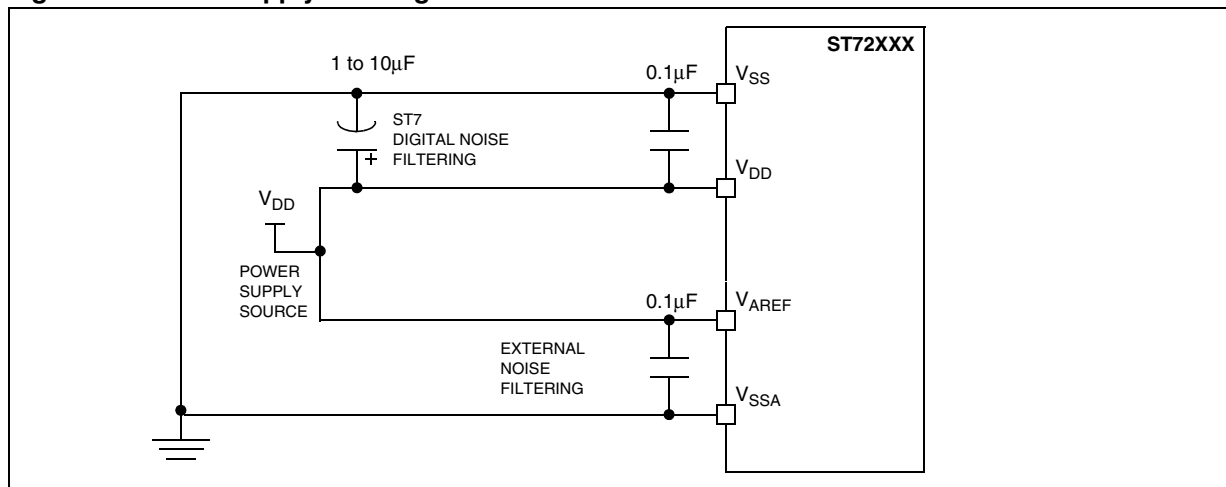 ST72XXX
1 to 10μF
0.1μF
VSS
ST7
DIGITAL NOISE
FILTERING
+
VDD
VDD
POWER
SUPPLY
SOURCE
0.1μF
VAREF
EXTERNAL
NOISE
FILTERING
VSSA